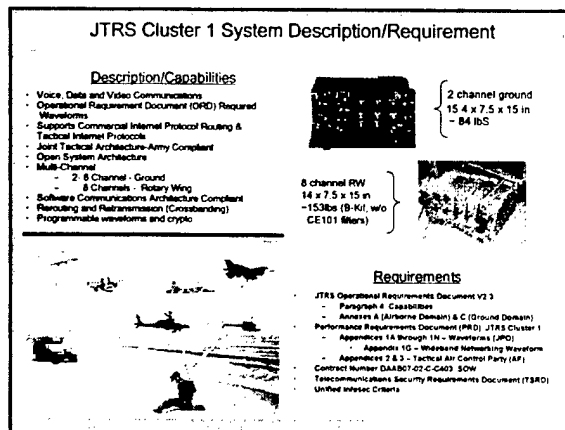 JTRS Cluster 1 System Description/Requirement
Description/Capabilities
- Voice, Data and Video Communications
- Operational Requirement Document (ORD) Required
Waveforms
- Supports Commercial Internet Protocol Routing &
Tactical Internet Protocols
- Joint Tactical Architecture-Army Compliant
- Open System Architecture
- Multi-Channel
- 2- 8 Channel - Ground
- 8 Channels - Rotary Wing
- Software Communications Architecture Compliant
- Rerouting and Retransmission (Crossbanding)
- Programmable waveforms and crypto
2 channel ground
15.4 x 7.5 x 15 in
~ 84 lbS
8 channel RW
14 x 7.5 x 15 in
~153lbs (B-Kit, w/o
CE101 filters)
Requirements
- JTRS Operational Requirements Document V2.3
- Paragraph 4 Capabilities
- Annexes A (Airborne Domain) & C (Ground Domain)
- Performance Requirements Document (PRD) JTRS Cluster 1
- Appendices 1A through 1N - Waveforms (JPO)
- Appendix 1G - Wideband Networking Waveform
- Appendices 2 & 3 - Tactical Air Control Party (AF)
- Contract Number DAAB07-02-C-C403 SOW
- Telecommunications Security Requirements Document (TSRD)
- Unified Infosec Criteria